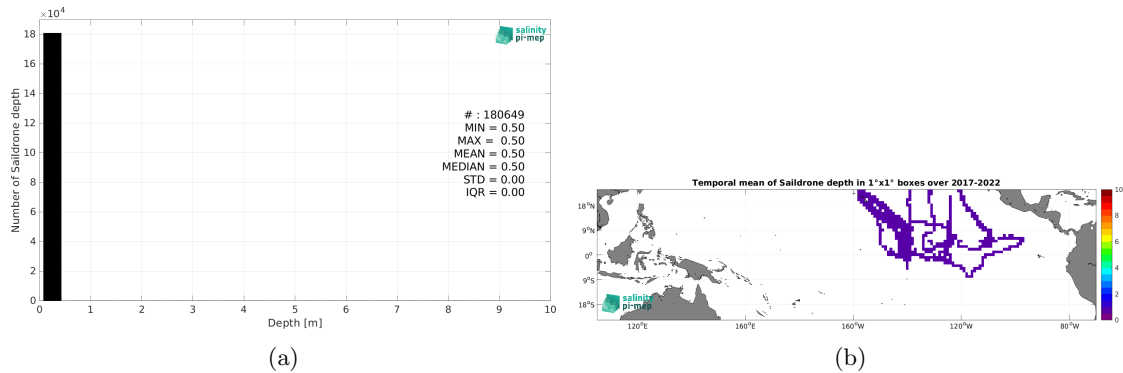 ×10⁴
18
16
14
12
10
8
6
4
2
0
Number of Saildrone depth
salinity
pi-mep
# : 180649
MIN = 0.50
MAX = 0.50
MEAN = 0.50
MEDIAN = 0.50
STD = 0.00
IQR = 0.00
0 1 2 3 4 5 6 7 8 9 10
Depth [m]
(a)
Temporal mean of Saildrone depth in 1°x1° boxes over 2017-2022
18°N
9°N
0°
9°S
18°S
salinity
pi-mep
120°E 160°E 160°W 120°W 80°W
10
8
6
4
2
0
(b)